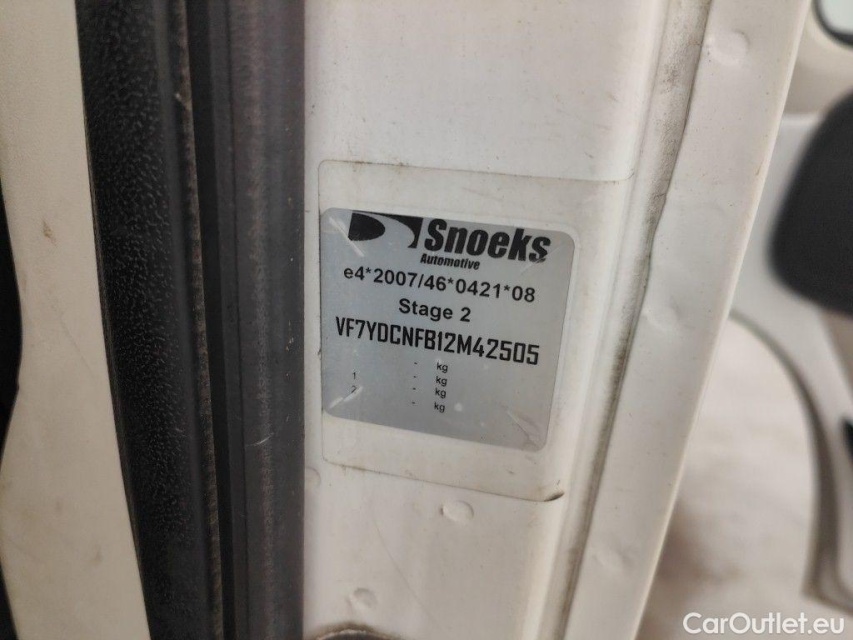 Snoeks
Automotive
e4*2007/46*0421*08
Stage 2
VF7YDCNFB12M42505
- kg
1 - kg
2 - kg
- kg
CarOutlet.eu